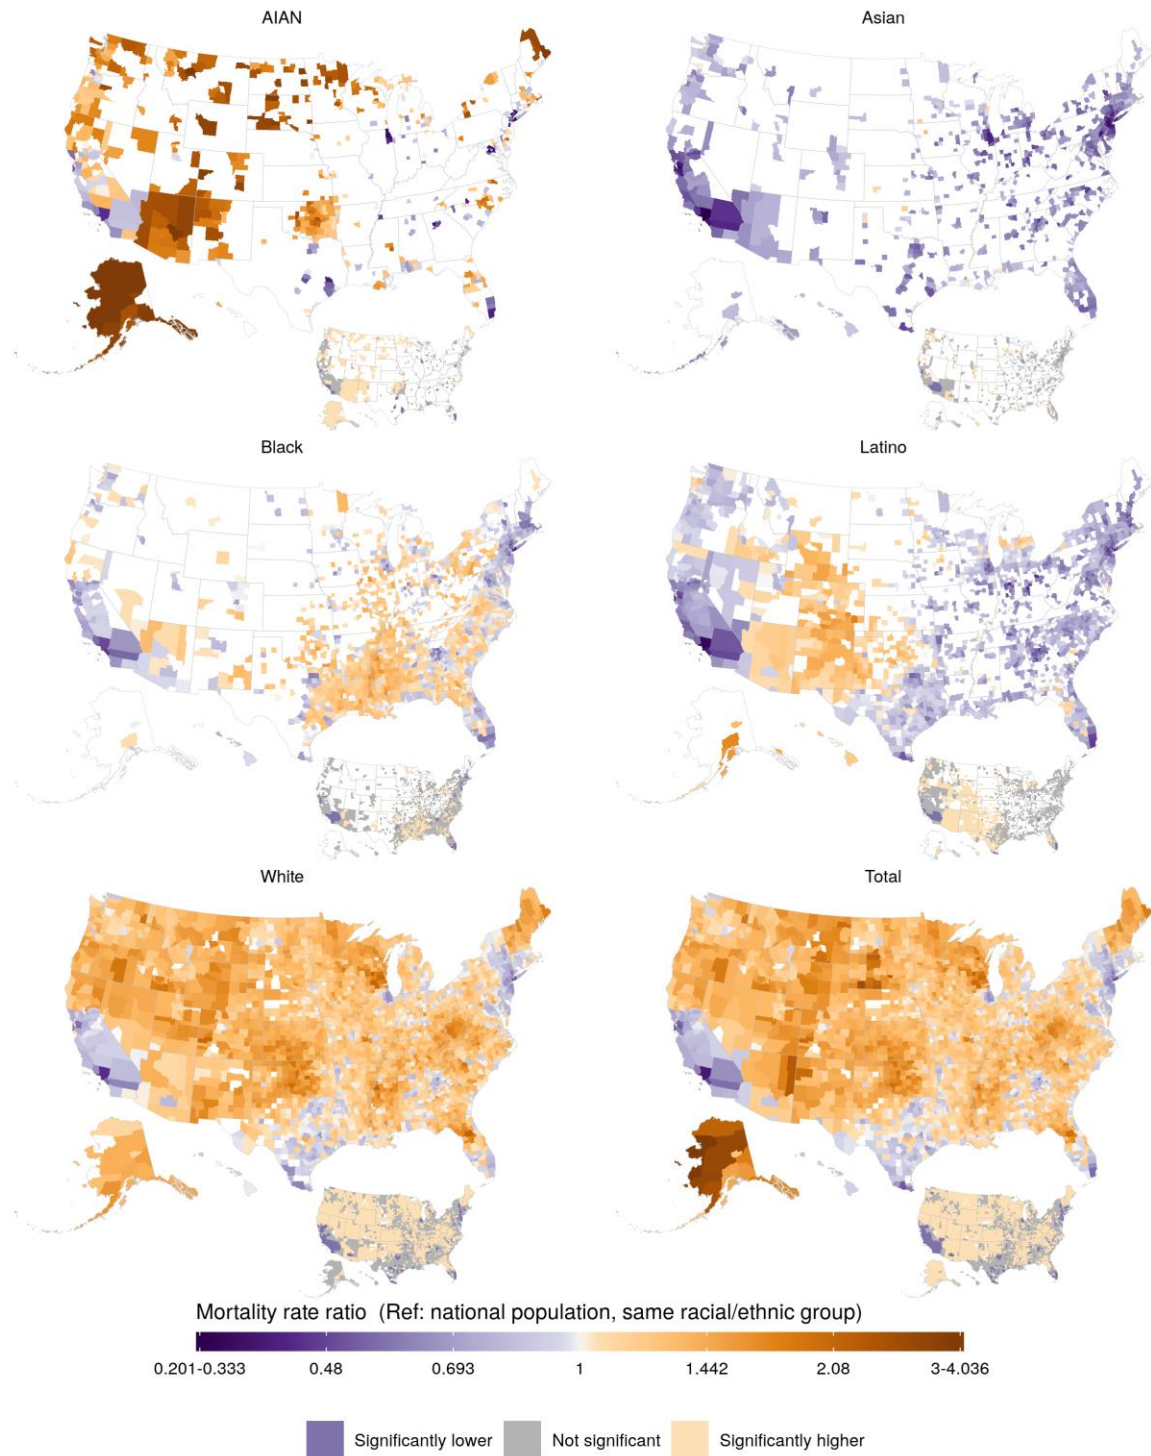 AIAN
Asian
Black
Latino
White
Total
Mortality rate ratio (Ref: national population, same racial/ethnic group)
0.201-0.333 0.48 0.693 1 1.442 2.08 3-4.036
Significantly lower Not significant Significantly higher